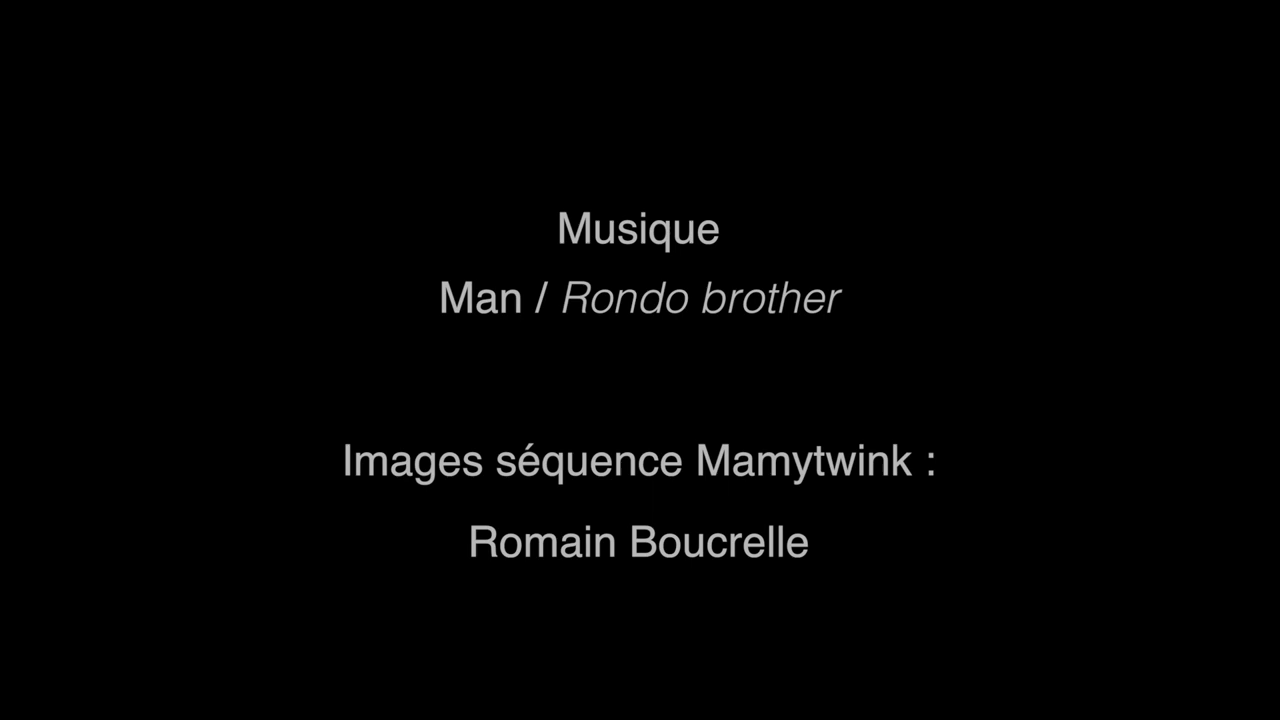 Musique
Man / Rondo brother
Images séquence Mamytwink :
Romain Boucrelle